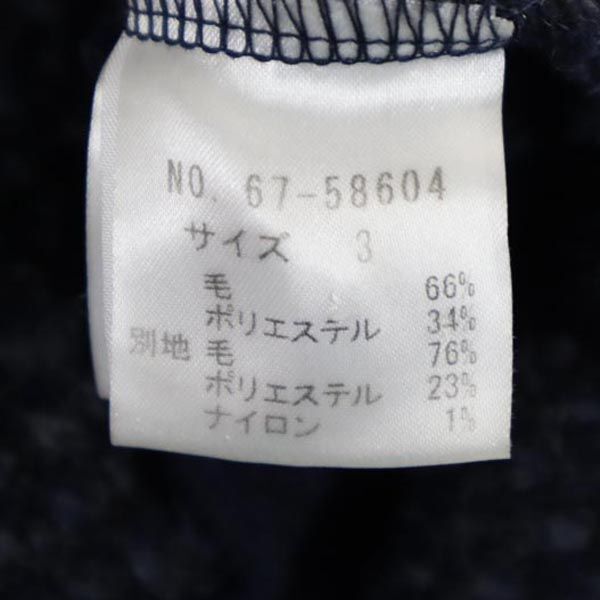 NO. 67-58604
サイズ 3
毛 66%
ポリエステル 34%
別地 毛 76%
ポリエステル 23%
ナイロン 1%